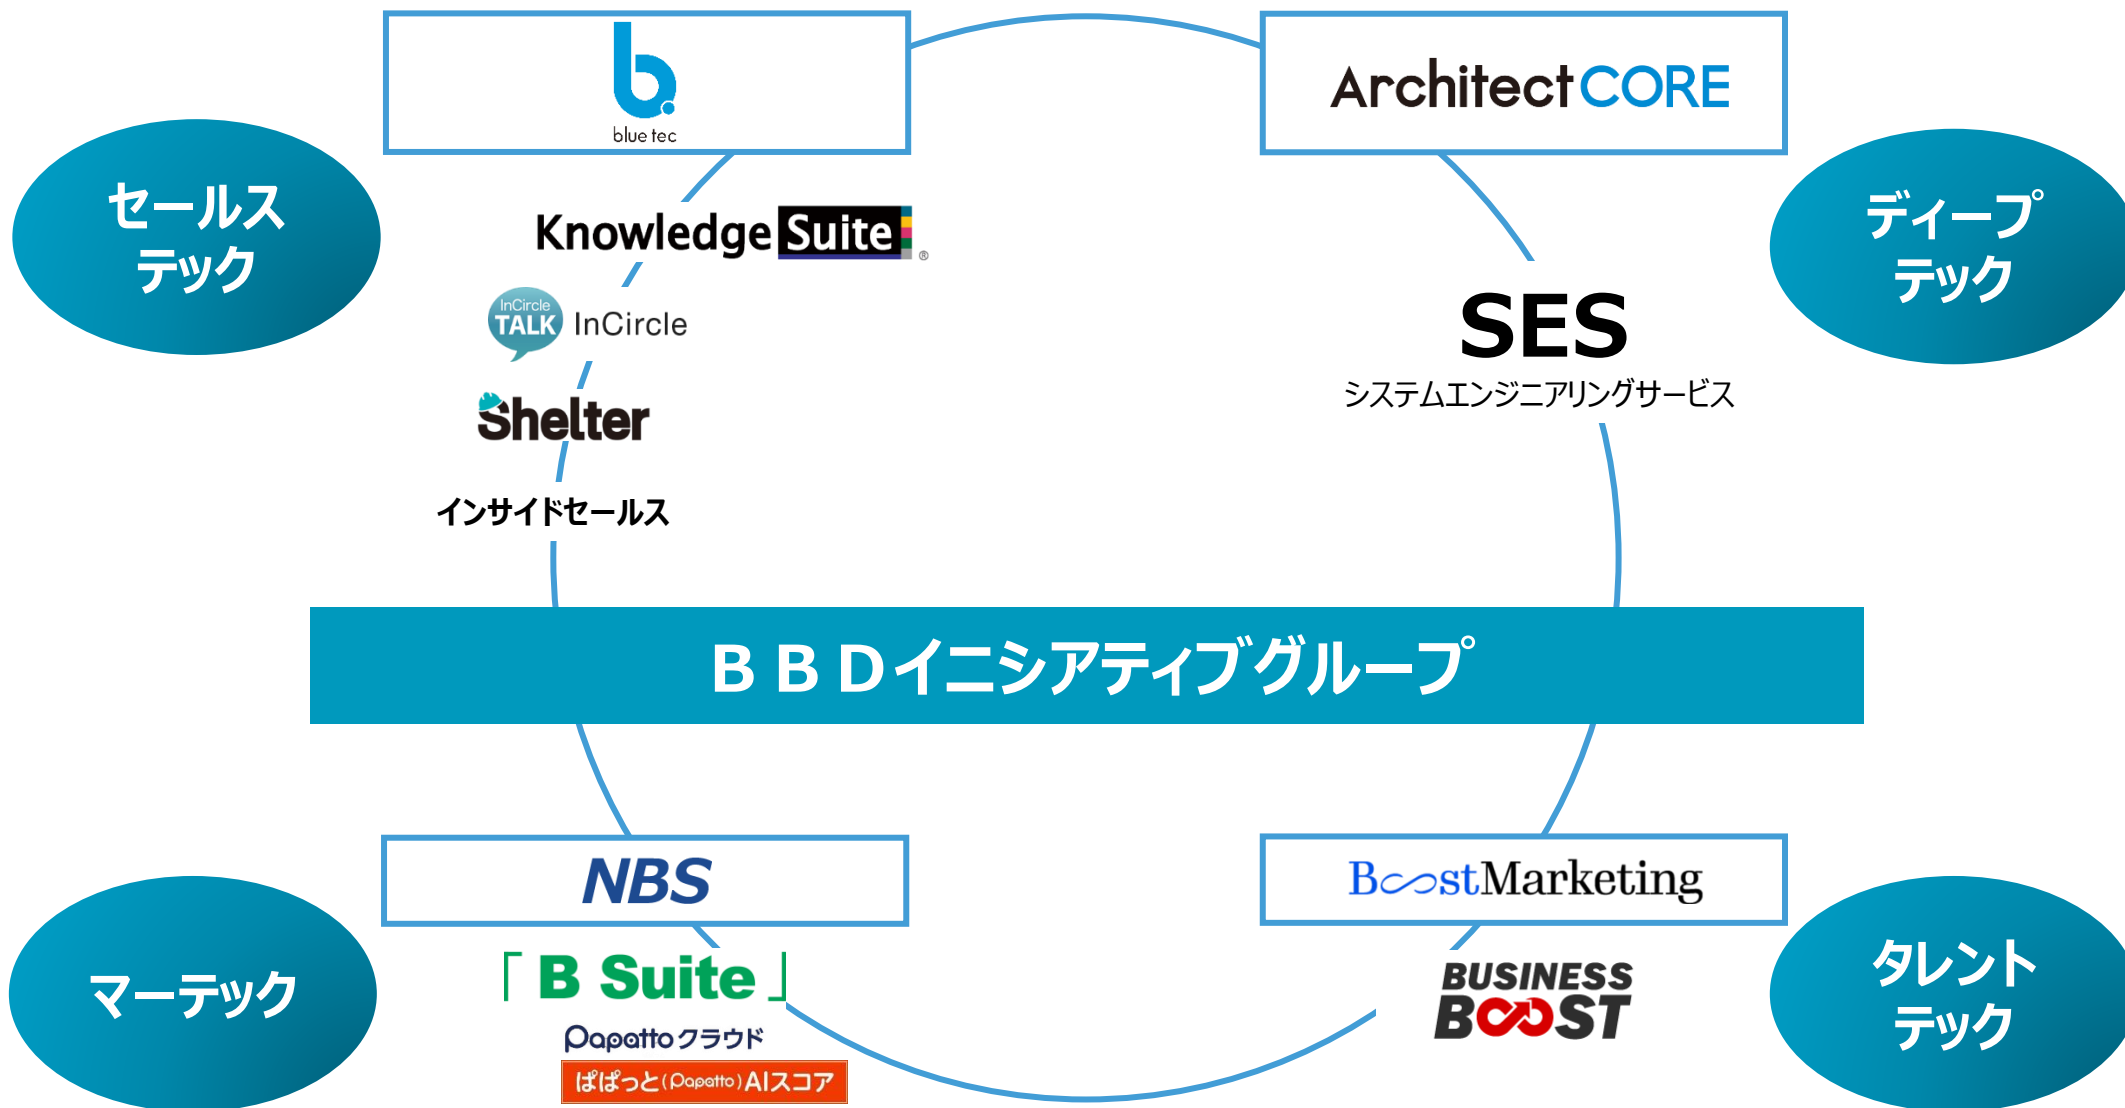 blue tec
ArchitectCORE
セールス
テック
ディープ
テック
KnowledgeSuite®
InCircle
TALK
InCircle
SES
システムエンジニアリングサービス
Shelter
インサイドセールス
ＢＢＤイニシアティブグループ
NBS
BoostMarketing
マーテック
「B Suite」
Papattoクラウド
ぱぱっと(Papatto)AIスコア
BUSINESS
BOOST
タレント
テック